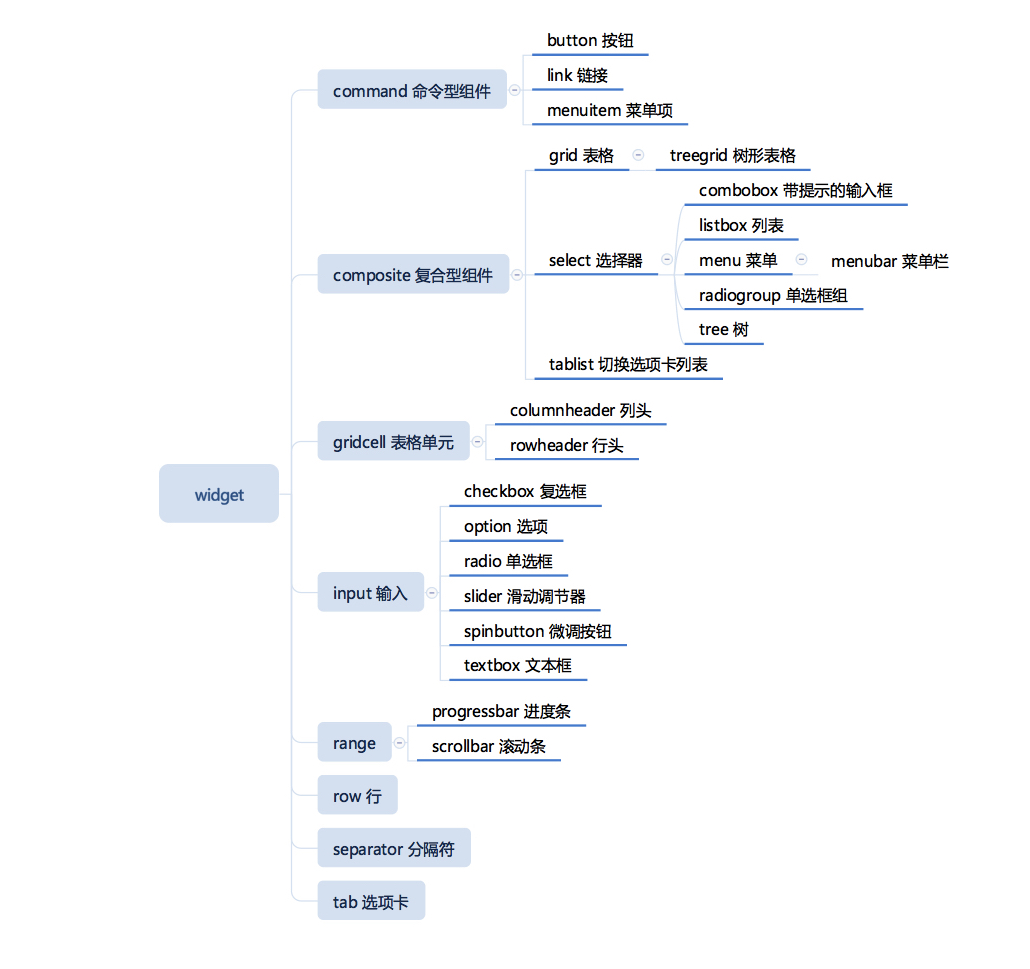 widget
command 命令型组件
button 按钮
link 链接
menuitem 菜单项
composite 复合型组件
grid 表格
treegrid 树形表格
select 选择器
combobox 带提示的输入框
listbox 列表
menu 菜单
menubar 菜单栏
radiogroup 单选框组
tree 树
tablist 切换选项卡列表
gridcell 表格单元
columnheader 列头
rowheader 行头
input 输入
checkbox 复选框
option 选项
radio 单选框
slider 滑动调节器
spinbutton 微调按钮
textbox 文本框
range
progressbar 进度条
scrollbar 滚动条
row 行
separator 分隔符
tab 选项卡